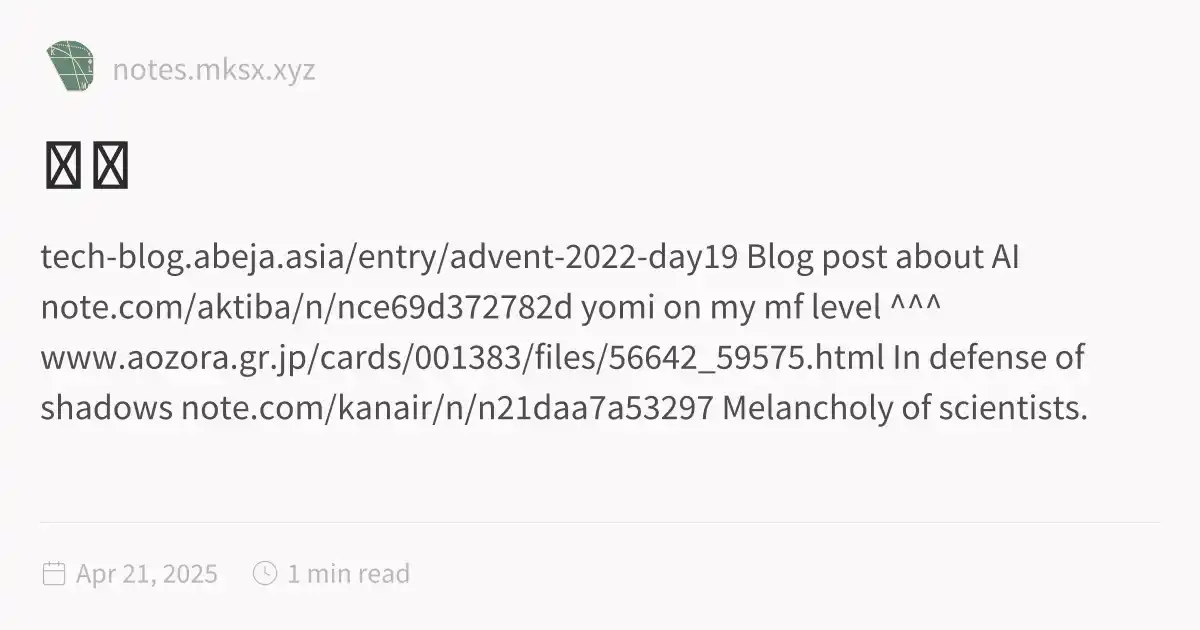 notes.mksx.xyz
tech-blog.abeja.asia/entry/advent-2022-day19 Blog post about AI
note.com/aktiba/n/nce69d372782d yomi on my mf level ^^^
www.aozora.gr.jp/cards/001383/files/56642_59575.html In defense of
shadows note.com/kanair/n/n21daa7a53297 Melancholy of scientists.
Apr 21, 2025
1 min read